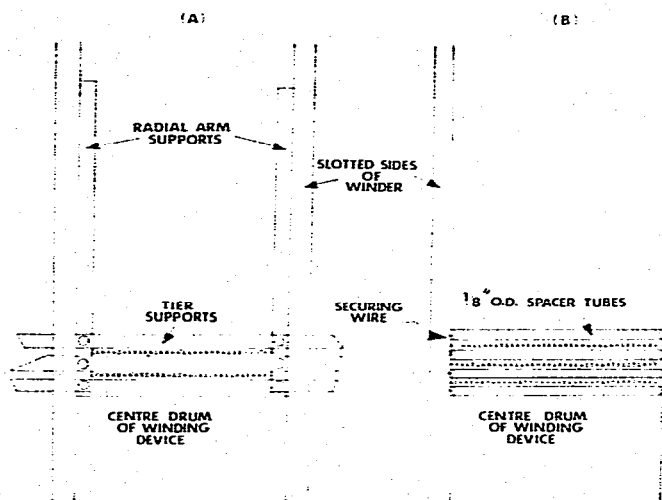 (A)
(B)
RADIAL ARM
SUPPORTS
SLOTTED SIDES
OF
WINDER
TIER
SUPPORTS
SECURING
WIRE
1/8" O.D. SPACER TUBES
CENTRE DRUM
OF WINDING
DEVICE
CENTRE DRUM
OF WINDING
DEVICE